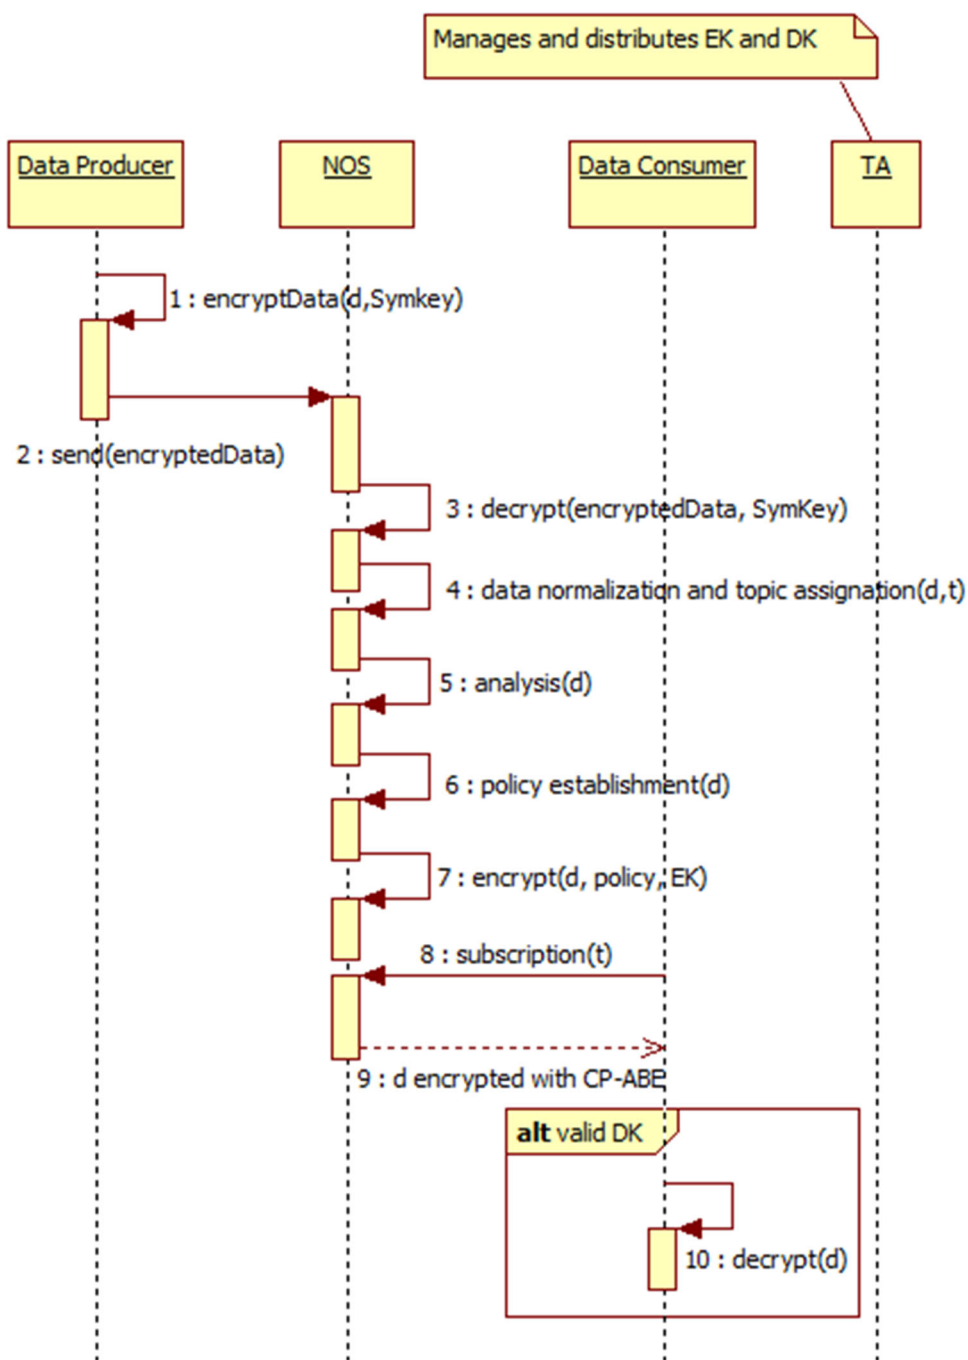 Manages and distributes EK and DK
Data Producer
NOS
Data Consumer
TA
1 : encryptData(d,Symkey)
2 : send(encryptedData)
3 : decrypt(encryptedData, SymKey)
4 : data normalization and topic assignation(d,t)
5 : analysis(d)
6 : policy establishment(d)
7 : encrypt(d, policy, EK)
8 : subscription(t)
9 : d encrypted with CP-ABE
alt valid DK
10 : decrypt(d)